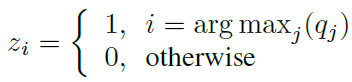 z_i = { 1, i = arg max_j(q_j)
0, otherwise